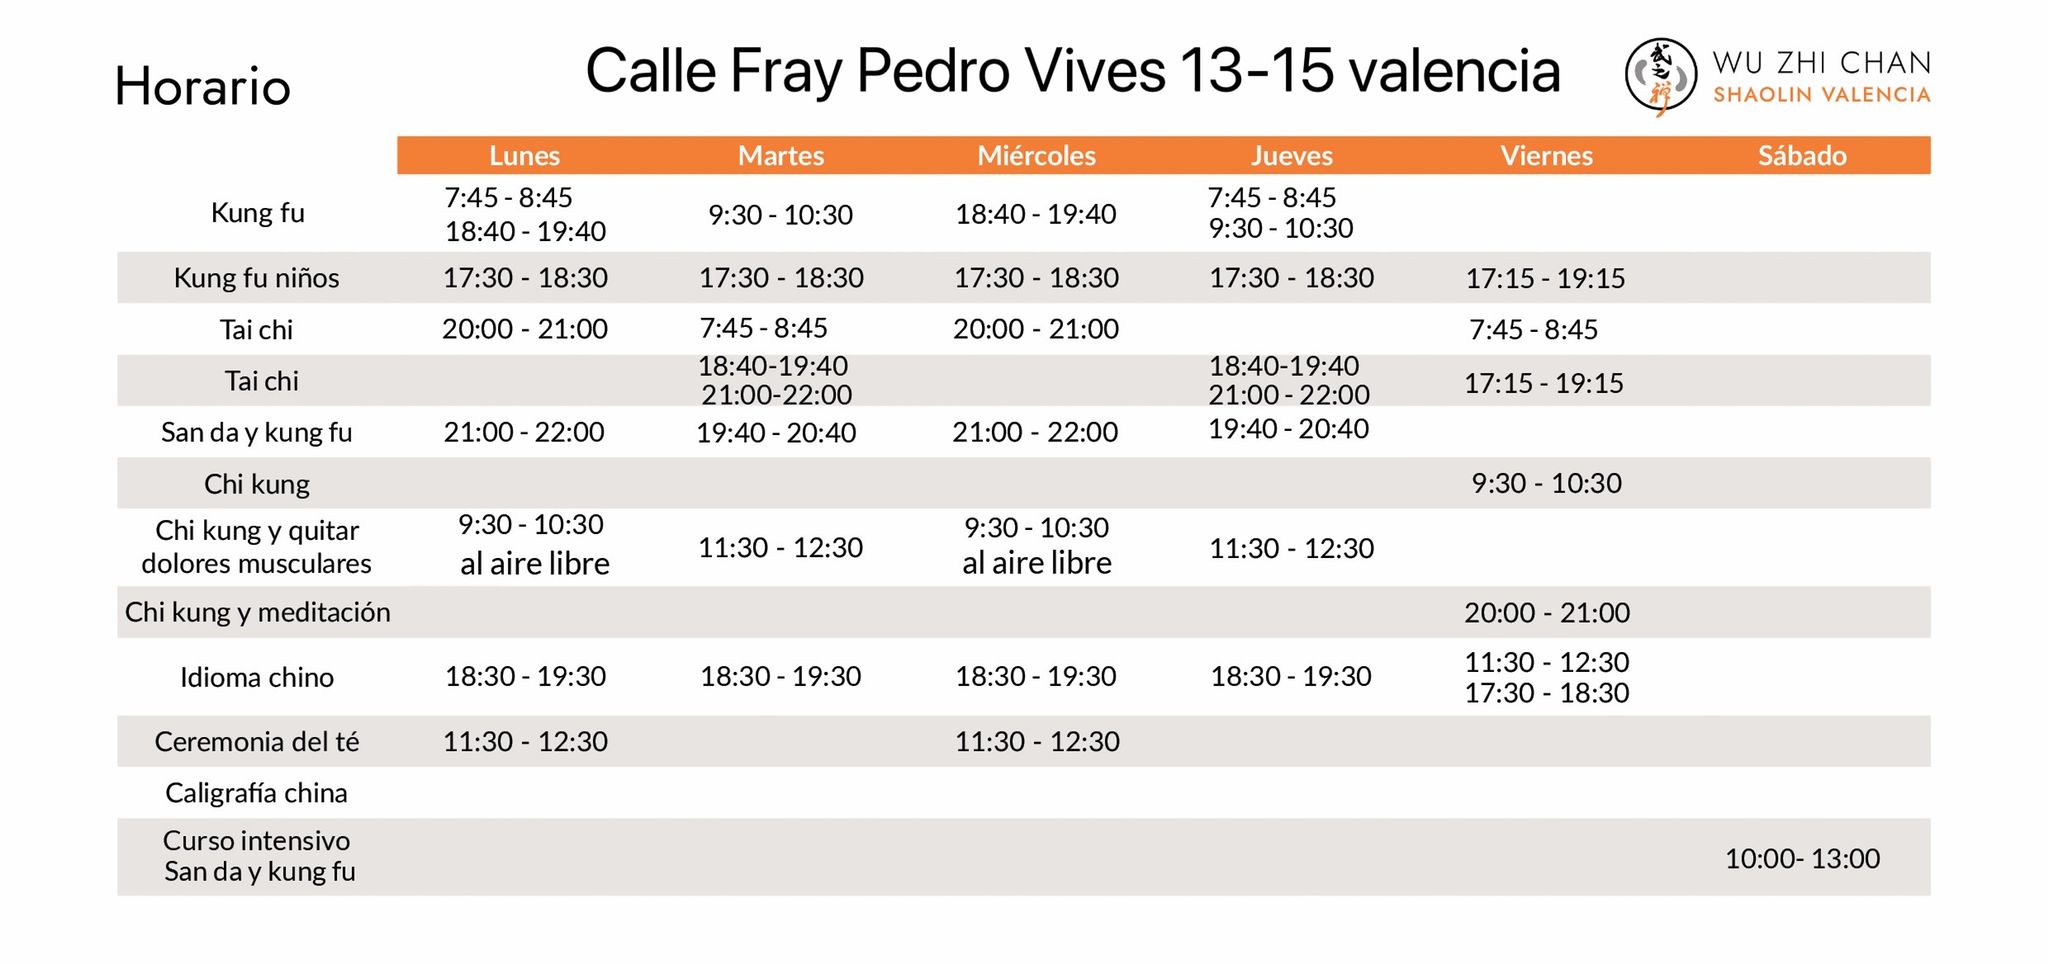 Horario
Calle Fray Pedro Vives 13-15 valencia
武之禅
WU ZHI CHAN
SHAOLIN VALENCIA
Lunes Martes Miércoles Jueves Viernes Sábado
Kung fu
7:45 - 8:45
18:40 - 19:40
9:30 - 10:30
18:40 - 19:40
7:45 - 8:45
9:30 - 10:30
Kung fu niños 17:30 - 18:30 17:30 - 18:30 17:30 - 18:30 17:30 - 18:30 17:15 - 19:15
Tai chi 20:00 - 21:00 7:45 - 8:45 20:00 - 21:00 7:45 - 8:45
Tai chi
18:40-19:40
21:00-22:00
18:40-19:40
21:00 - 22:00
17:15 - 19:15
San da y kung fu 21:00 - 22:00 19:40 - 20:40 21:00 - 22:00 19:40 - 20:40
Chi kung 9:30 - 10:30
Chi kung y quitar
dolores musculares
9:30 - 10:30
al aire libre
11:30 - 12:30
9:30 - 10:30
al aire libre
11:30 - 12:30
Chi kung y meditación 20:00 - 21:00
Idioma chino 18:30 - 19:30 18:30 - 19:30 18:30 - 19:30 18:30 - 19:30
11:30 - 12:30
17:30 - 18:30
Ceremonia del té 11:30 - 12:30 11:30 - 12:30
Caligrafía china
Curso intensivo
San da y kung fu
10:00- 13:00